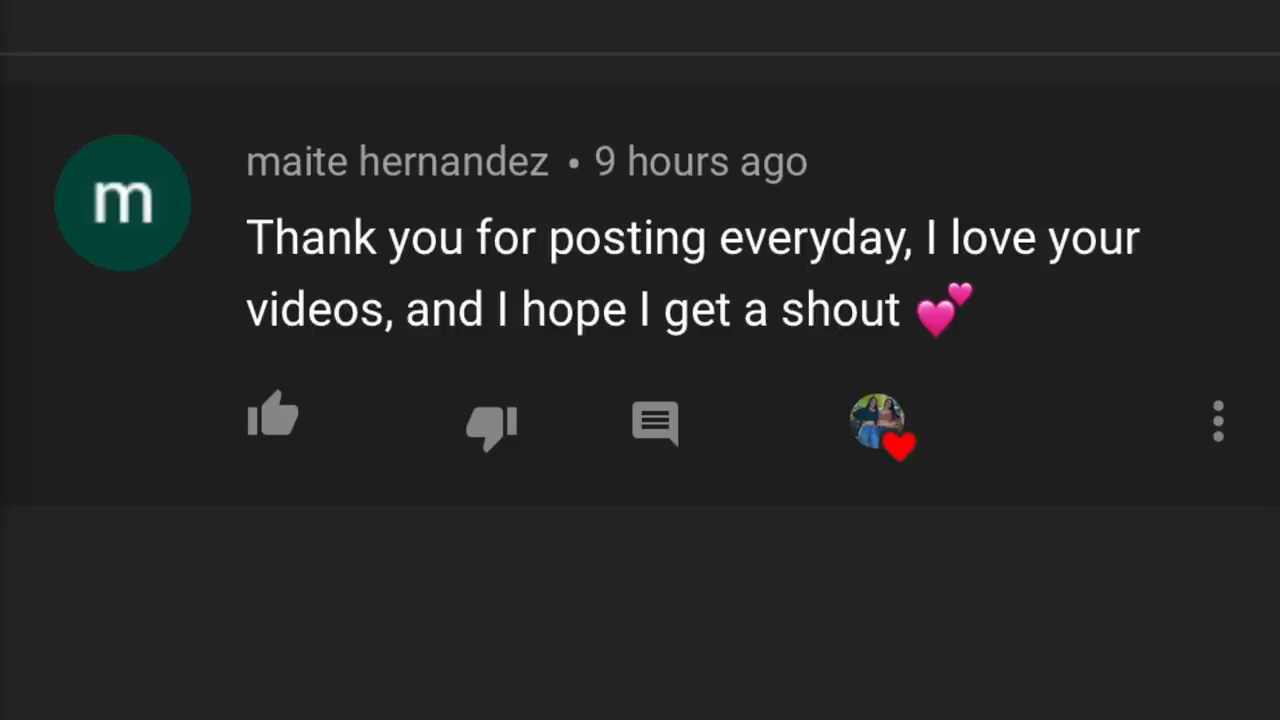 m
maite hernandez • 9 hours ago
Thank you for posting everyday, I love your
videos, and I hope I get a shout 💕